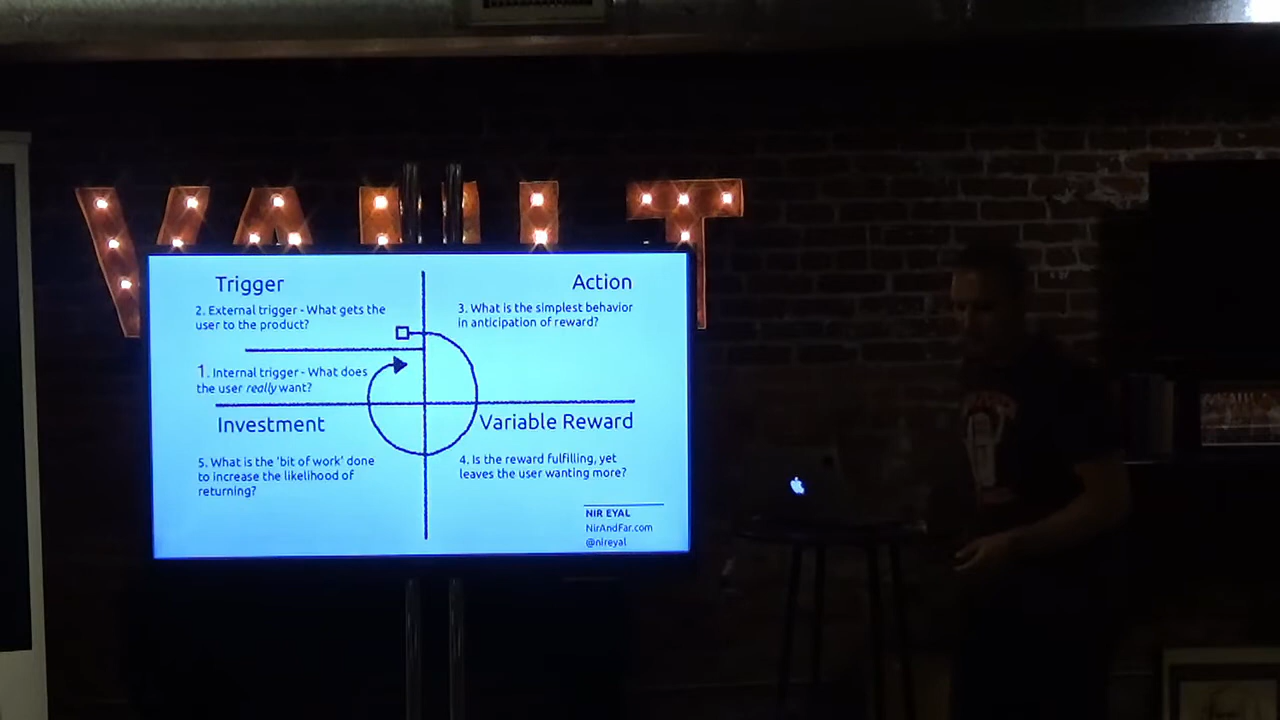 VAULT
Trigger
2. External trigger - What gets the
user to the product?
1. Internal trigger - What does
the user really want?
Action
3. What is the simplest behavior
in anticipation of reward?
Investment
5. What is the 'bit of work' done
to increase the likelihood of
returning?
Variable Reward
4. Is the reward fulfilling, yet
leaves the user wanting more?
NIR EYAL
NirAndFar.com
@nireyal